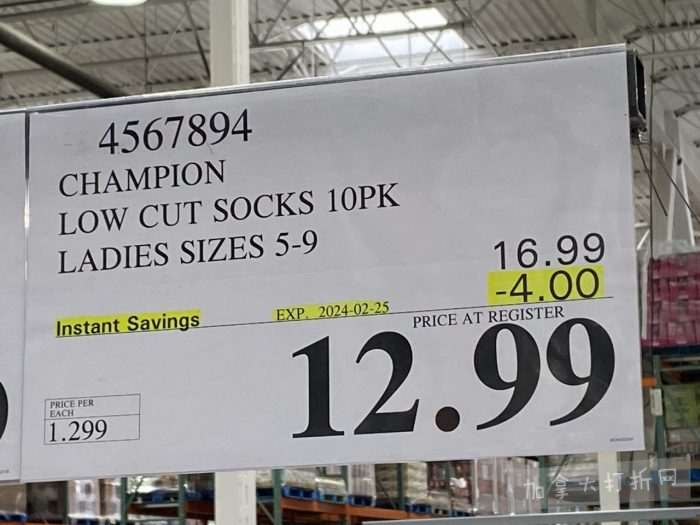 4567894
CHAMPION
LOW CUT SOCKS 10PK
LADIES SIZES 5-9
16.99
-4.00
Instant Savings
EXP. 2024-02-25
PRICE AT REGISTER
12.99
PRICE PER
EACH
1.299
加拿大打折网